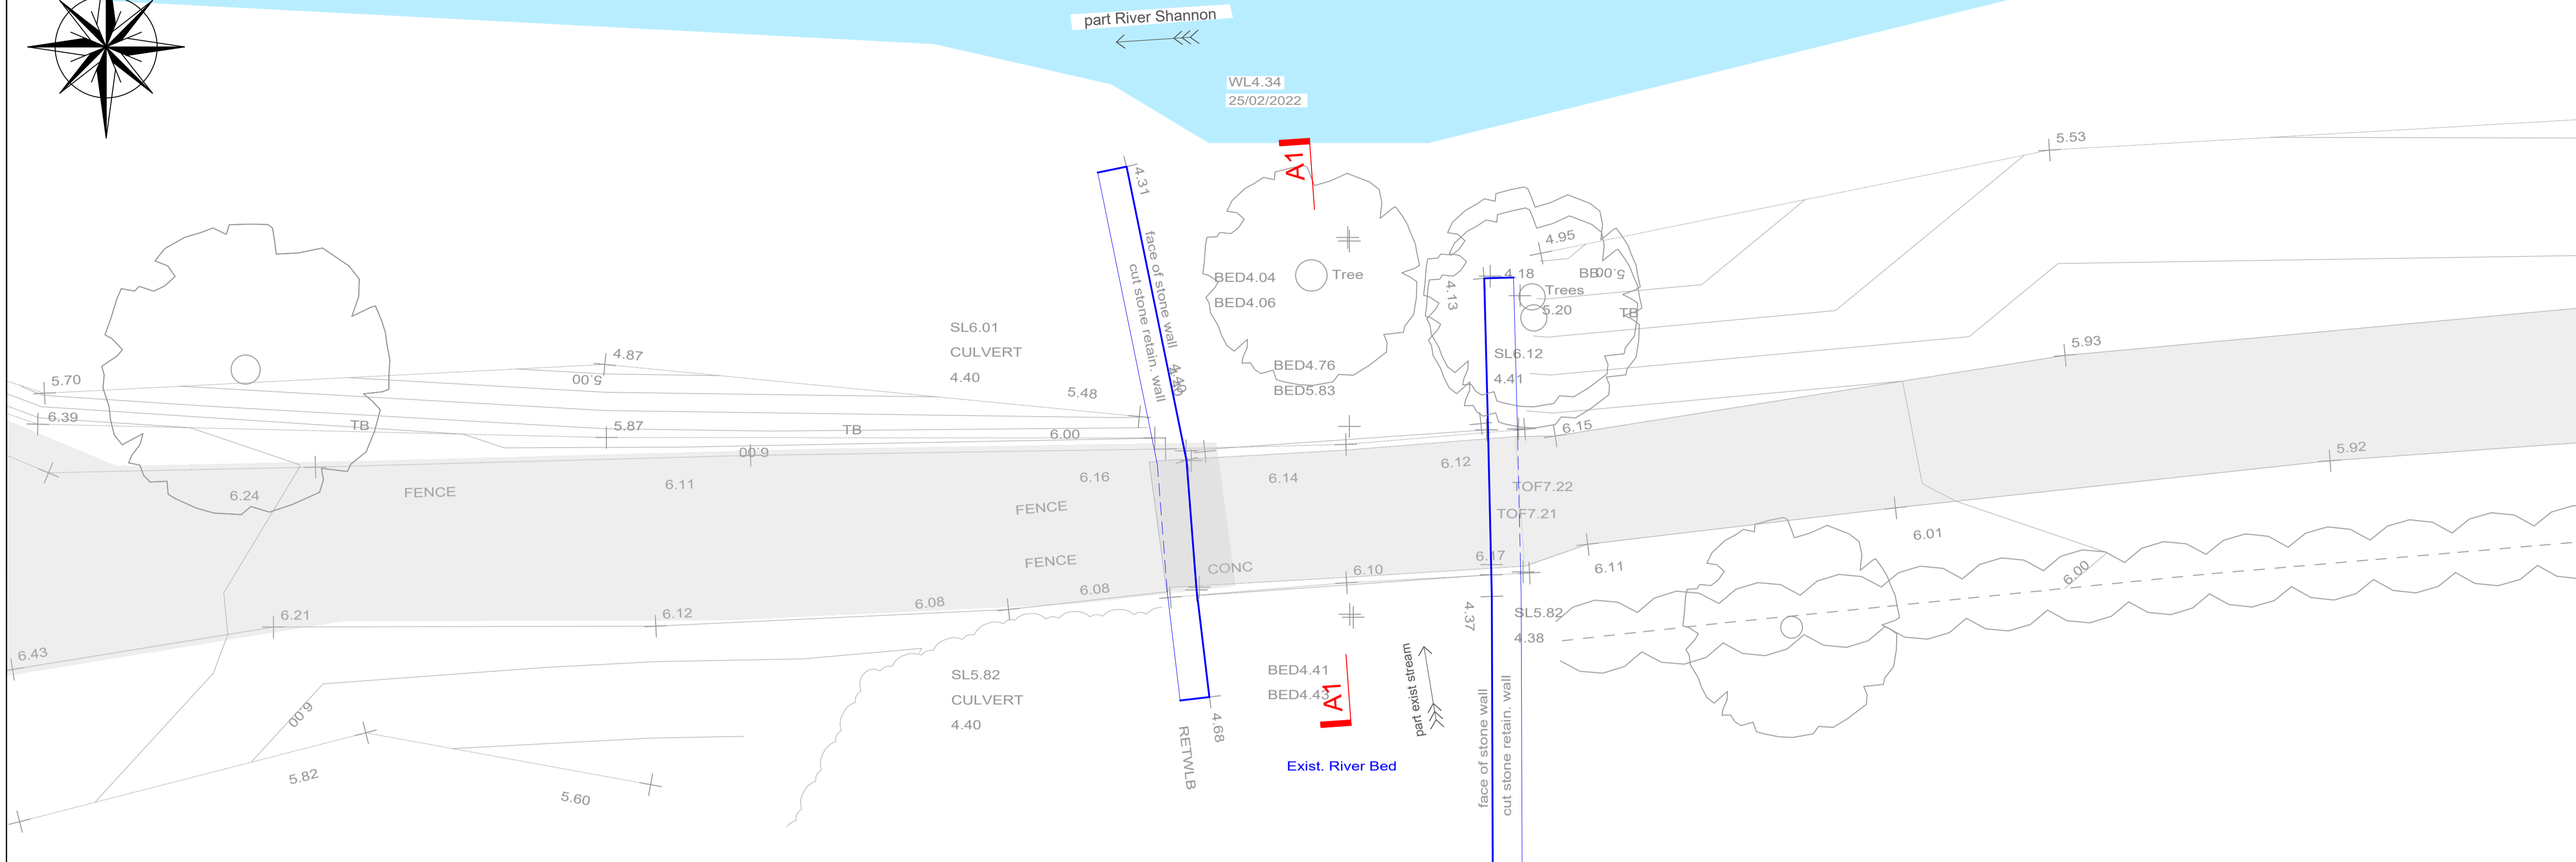 part River Shannon
WL4.34
25/02/2022
A1
4.31
face of stone wall
cut stone retain. wall
4.40
BED4.04
BED4.06
Tree
BED4.76
BED5.83
5.53
4.95
4.18
BB
5.00
4.13
Trees
5.20
TB
SL6.12
4.41
SL6.01
CULVERT
4.40
5.48
5.70
4.87
5.00
6.39
TB
5.87
TB
6.00
6.00
5.93
6.15
5.92
6.24
FENCE
6.11
6.16
6.14
6.12
TOF7.22
TOF7.21
FENCE
FENCE
CONC
6.17
6.10
6.11
6.01
6.00
6.21
6.12
6.08
6.08
6.43
4.37
SL5.82
4.38
SL5.82
CULVERT
4.40
BED4.41
BED4.43
A1
part exist stream
face of stone wall
cut stone retain. wall
4.68
RETWLB
Exist. River Bed
6.00
5.82
5.60